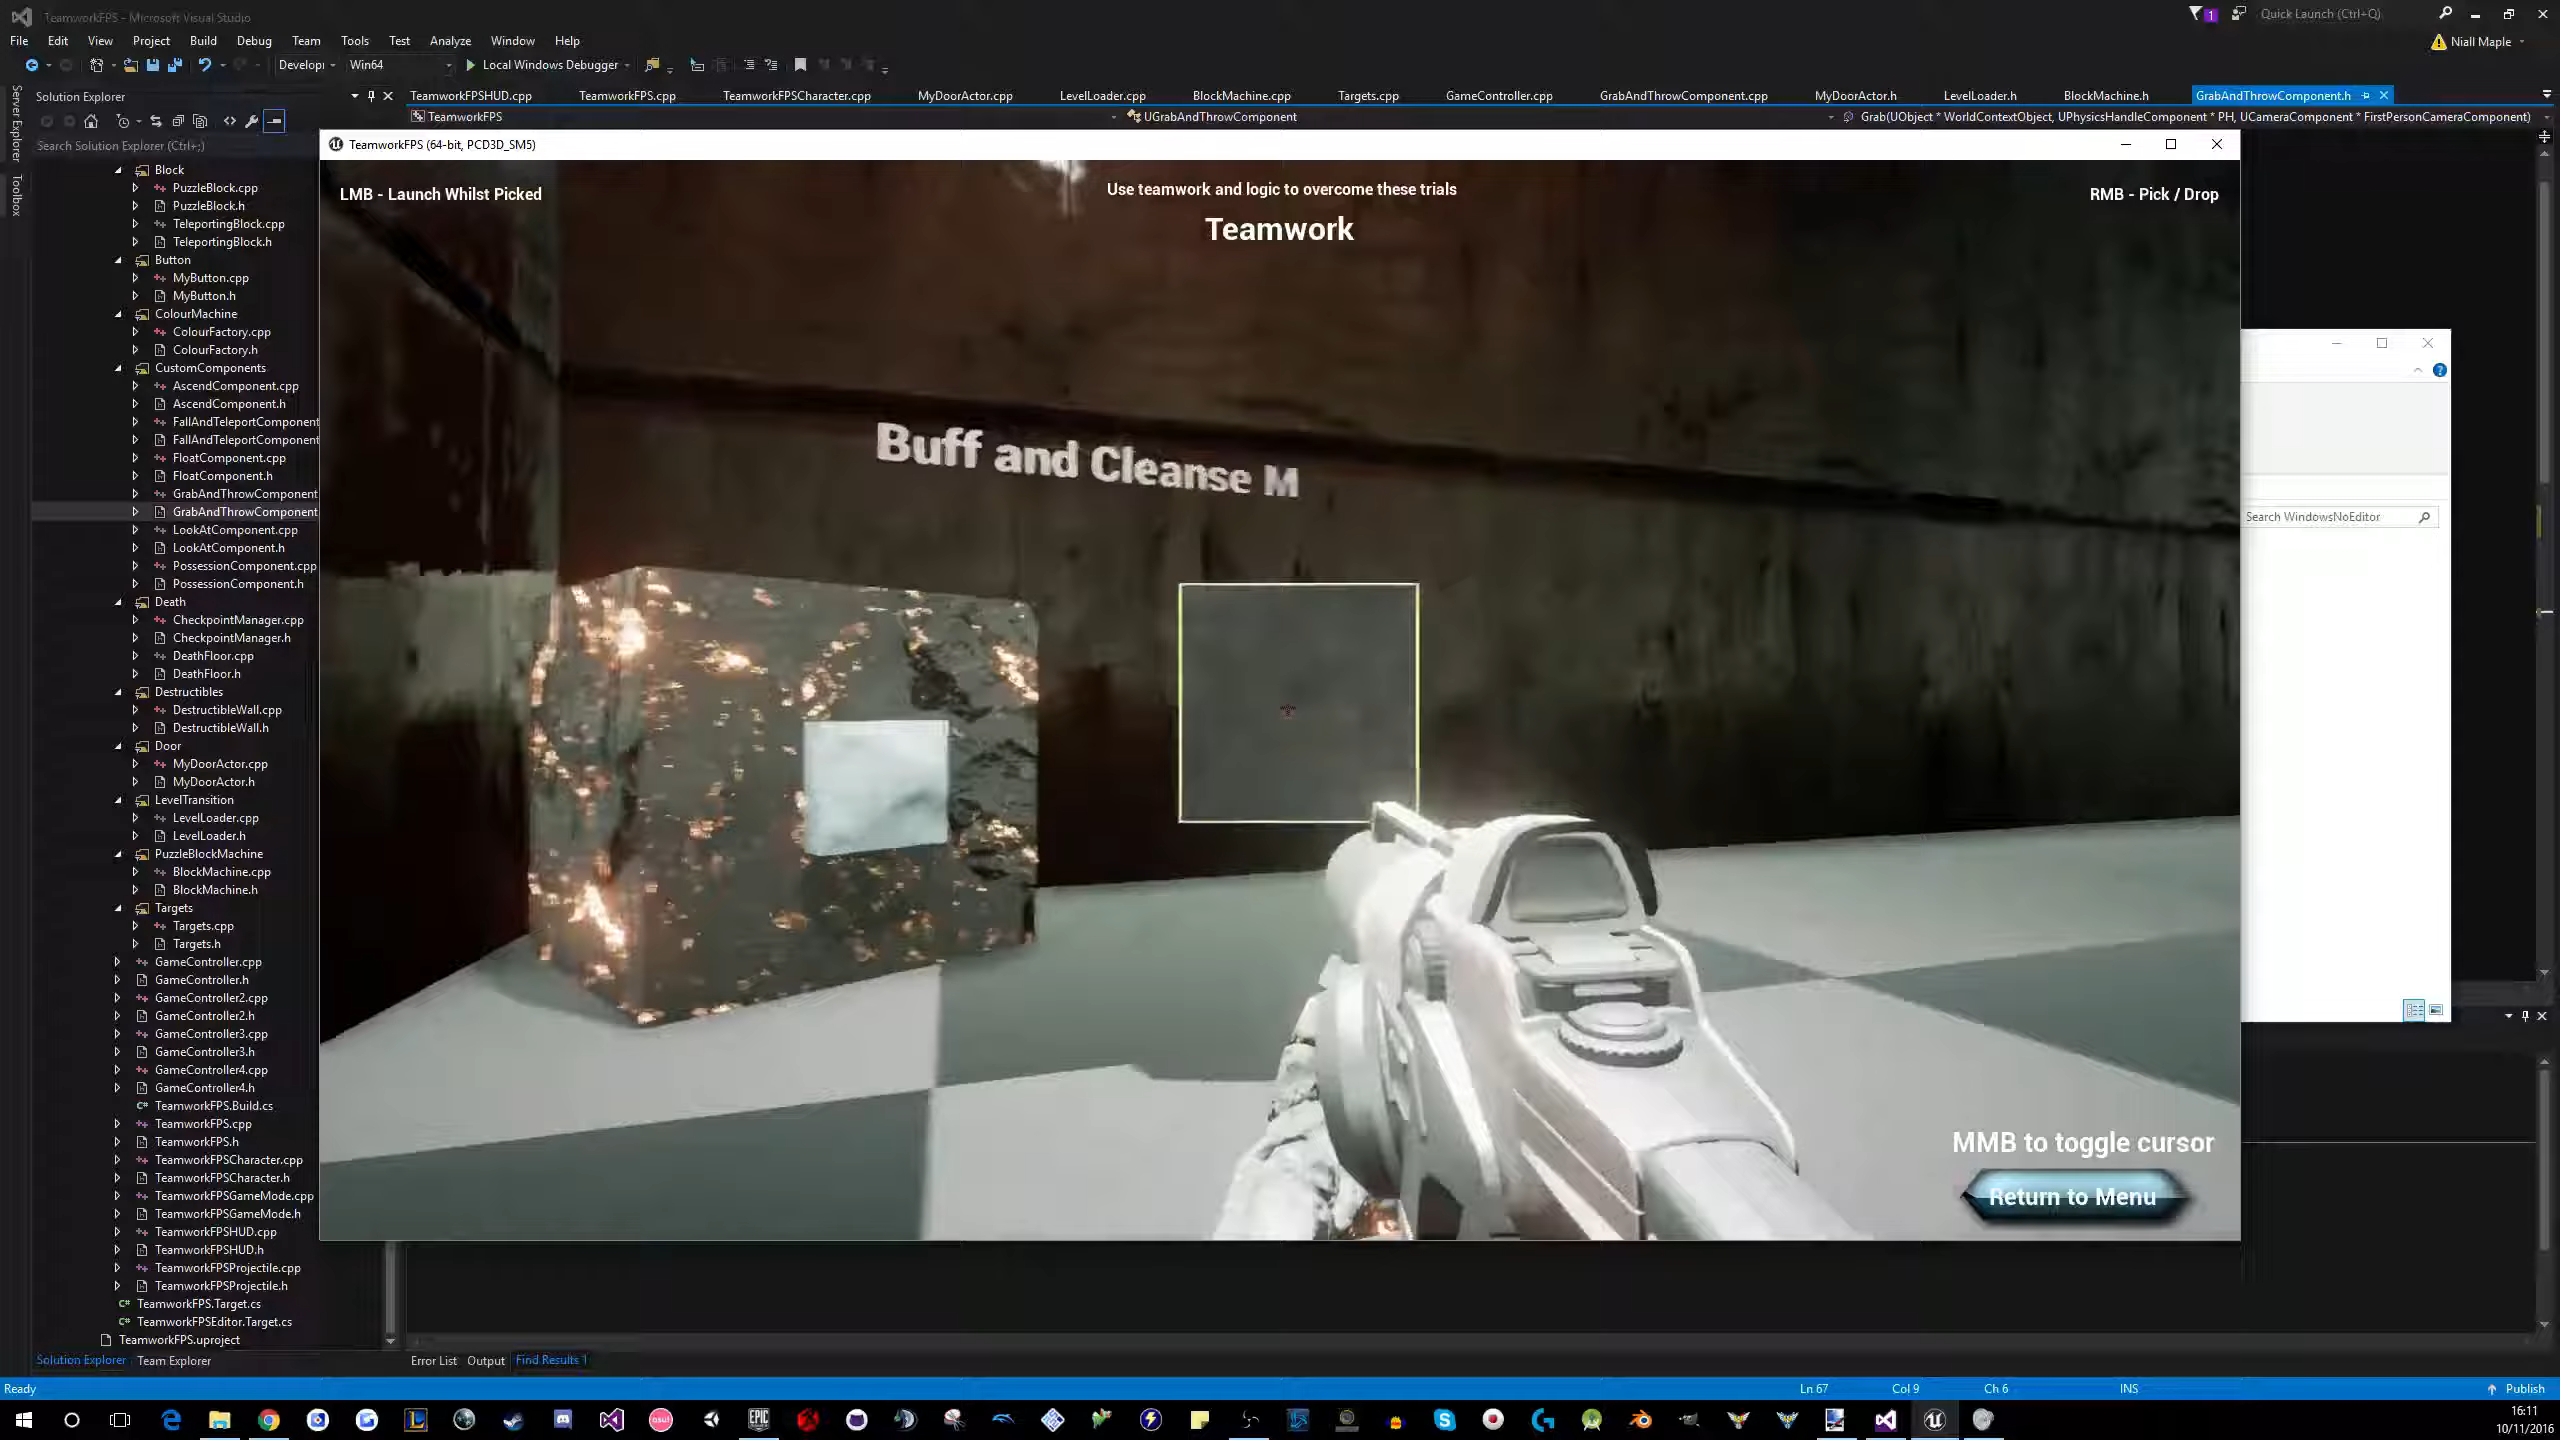 TeamworkFPS - Microsoft Visual Studio
1
Quick Launch (Ctrl+Q)
File Edit View Project Build Debug Team Tools Test Analyze Window Help
Niall Maple
Developi Win64 Local Windows Debugger
Server Explorer
Toolbox
Solution Explorer
TeamworkFPSHUD.cpp TeamworkFPS.cpp TeamworkFPSCharacter.cpp MyDoorActor.cpp LevelLoader.cpp BlockMachine.cpp Targets.cpp GameController.cpp GrabAndThrowComponent.cpp MyDoorActor.h LevelLoader.h BlockMachine.h GrabAndThrowComponent.h
TeamworkFPS
UGrabAndThrowComponent
Grab(UObject * WorldContextObject, UPhysicsHandleComponent * PH, UCameraComponent * FirstPersonCameraComponent)
Search Solution Explorer (Ctrl+;)
Block
PuzzleBlock.cpp
PuzzleBlock.h
TeleportingBlock.cpp
TeleportingBlock.h
Button
MyButton.cpp
MyButton.h
ColourMachine
ColourFactory.cpp
ColourFactory.h
CustomComponents
AscendComponent.cpp
AscendComponent.h
FallAndTeleportComponent
FallAndTeleportComponent
FloatComponent.cpp
FloatComponent.h
GrabAndThrowComponent
GrabAndThrowComponent
LookAtComponent.cpp
LookAtComponent.h
PossessionComponent.cpp
PossessionComponent.h
Death
CheckpointManager.cpp
CheckpointManager.h
DeathFloor.cpp
DeathFloor.h
Destructibles
DestructibleWall.cpp
DestructibleWall.h
Door
MyDoorActor.cpp
MyDoorActor.h
LevelTransition
LevelLoader.cpp
LevelLoader.h
PuzzleBlockMachine
BlockMachine.cpp
BlockMachine.h
Targets
Targets.cpp
Targets.h
GameController.cpp
GameController.h
GameController2.cpp
GameController2.h
GameController3.cpp
GameController3.h
GameController4.cpp
GameController4.h
TeamworkFPS.Build.cs
TeamworkFPS.cpp
TeamworkFPS.h
TeamworkFPSCharacter.cpp
TeamworkFPSCharacter.h
TeamworkFPSGameMode.cpp
TeamworkFPSGameMode.h
TeamworkFPSHUD.cpp
TeamworkFPSHUD.h
TeamworkFPSProjectile.cpp
TeamworkFPSProjectile.h
TeamworkFPS.Target.cs
TeamworkFPSEditor.Target.cs
TeamworkFPS.uproject
Solution Explorer Team Explorer
TeamworkFPS (64-bit, PCD3D_SM5)
LMB - Launch Whilst Picked
Use teamwork and logic to overcome these trials
Teamwork
RMB - Pick / Drop
Buff and Cleanse M
MMB to toggle cursor
Return to Menu
Search WindowsNoEditor
Error List Output Find Results 1
Ready
Ln 67 Col 9 Ch 6 INS
Publish
EPIC
16:11
10/11/2016